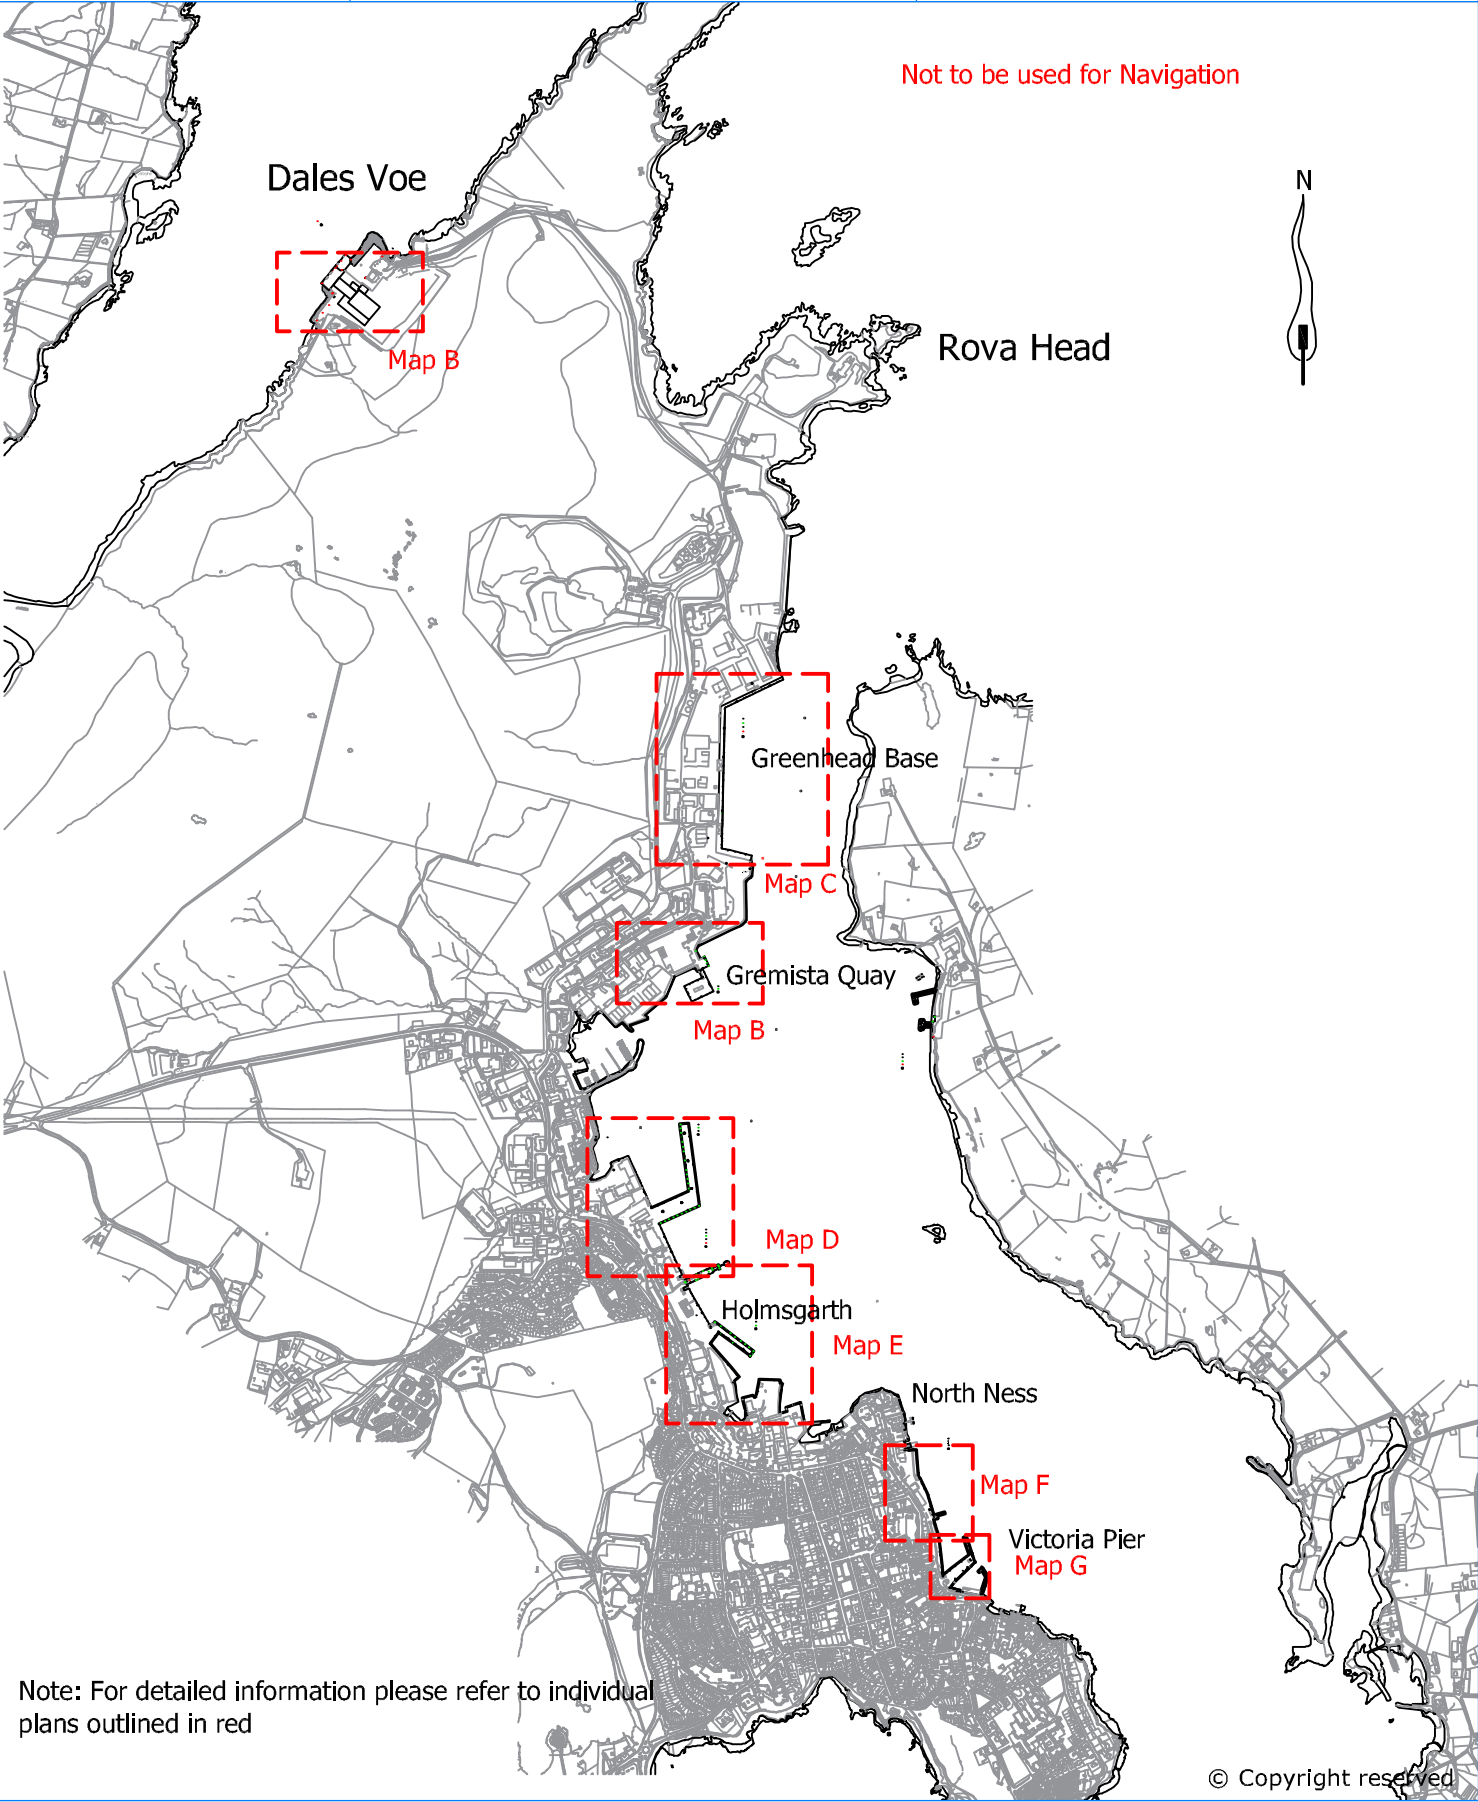 Not to be used for Navigation
Dales Voe
N
Map B
Rova Head
Greenhead Base
Map C
Gremista Quay
Map B
Map D
Holmsgarth
Map E
North Ness
Map F
Victoria Pier
Map G
Note: For detailed information please refer to individual
plans outlined in red
© Copyright reserved